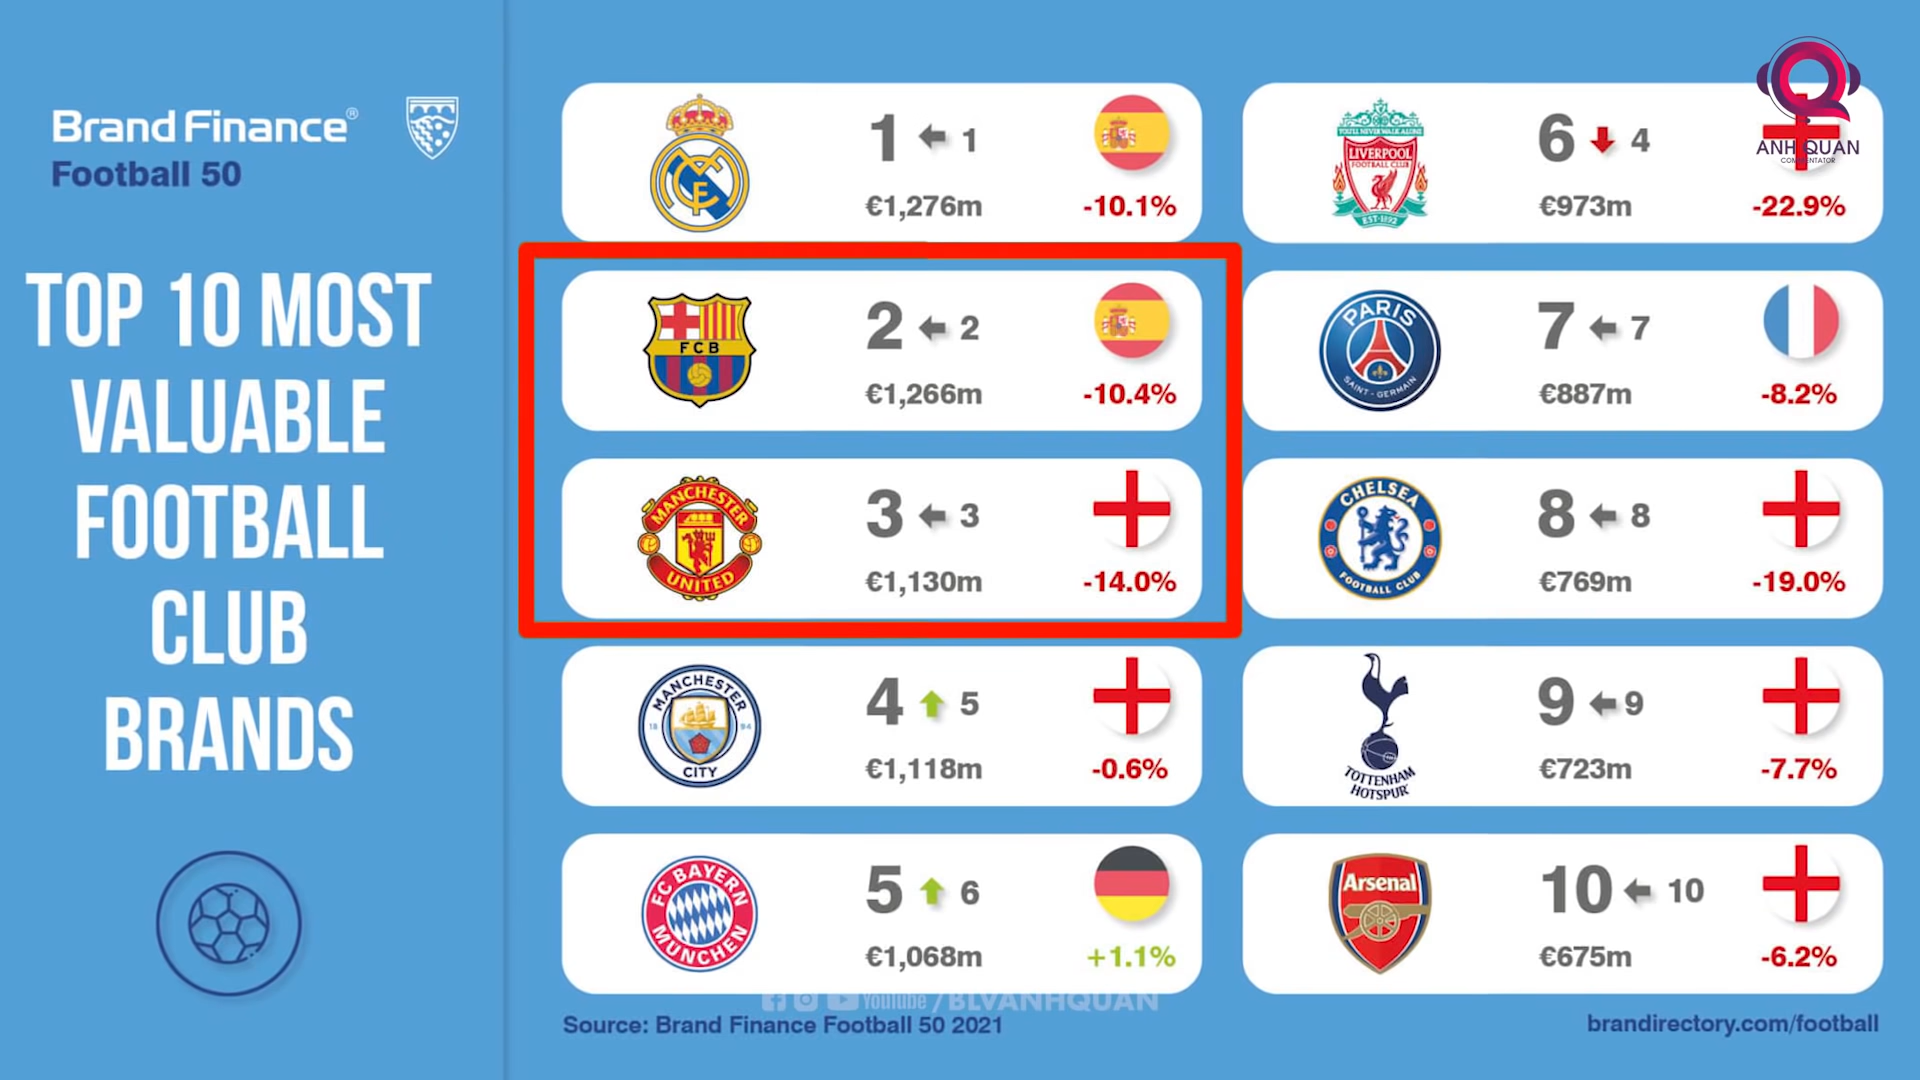 Brand Finance®
Football 50
TOP 10 MOST
VALUABLE
FOOTBALL
CLUB
BRANDS
1 1
€1,276m -10.1%
FCB
2 2
€1,266m -10.4%
MANCHESTER
UNITED
3 3
€1,130m -14.0%
MANCHESTER
18 94
CITY
4 5
€1,118m -0.6%
FC BAYERN
MÜNCHEN
5 6
€1,068m +1.1%
YOU'LL NEVER WALK ALONE
LIVERPOOL
FOOTBALL CLUB
EST·1892
6 4
€973m -22.9%
PARIS
SAINT-GERMAIN
7 7
€887m -8.2%
CHELSEA
FOOTBALL CLUB
8 8
€769m -19.0%
TOTTENHAM
HOTSPUR
9 9
€723m -7.7%
Arsenal
10 10
€675m -6.2%
ANH QUAN
COMMENTATOR
YouTube /BLVANHQUAN
Source: Brand Finance Football 50 2021
brandirectory.com/football